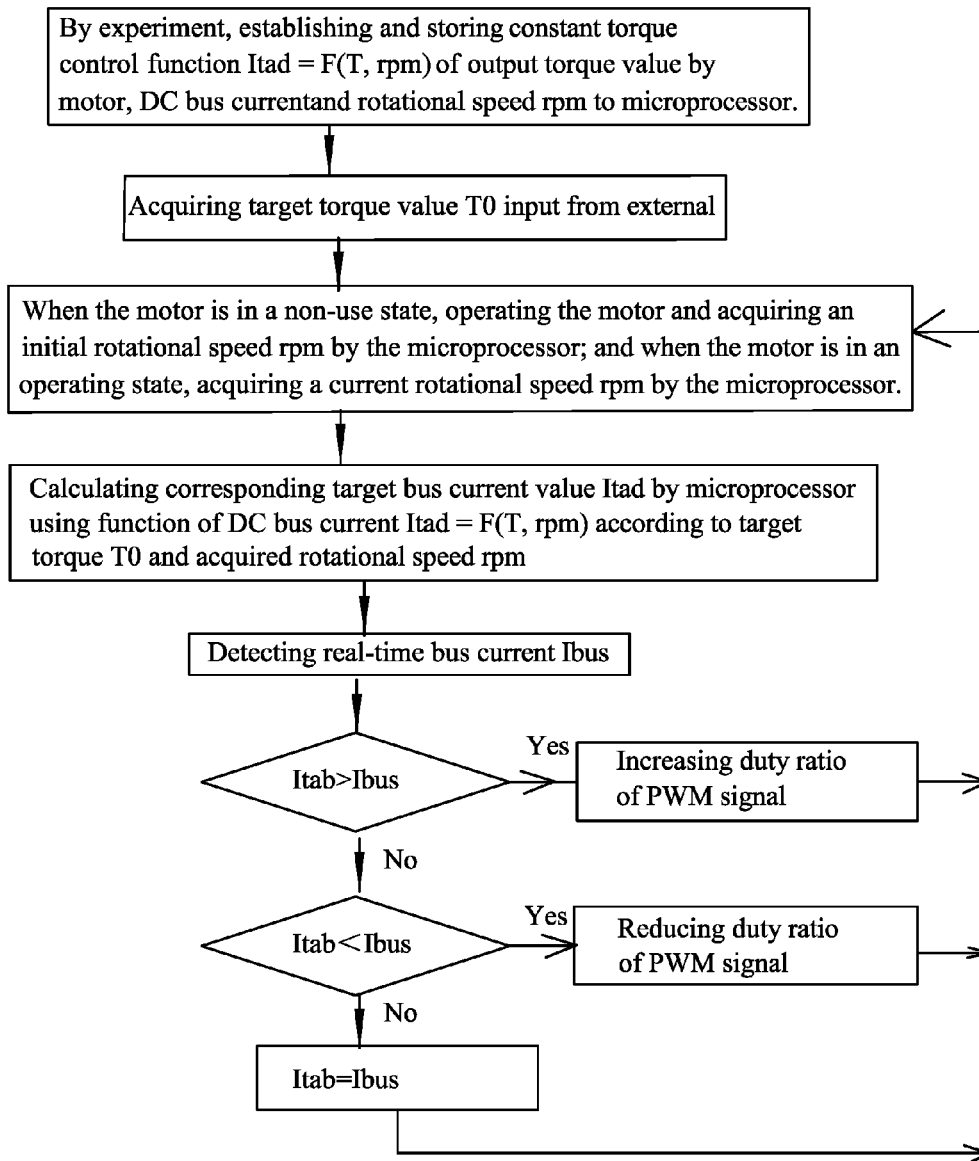 By experiment, establishing and storing constant torque
control function Itad = F(T, rpm) of output torque value by
motor, DC bus currentand rotational speed rpm to microprocessor.
Acquiring target torque value T0 input from external
When the motor is in a non-use state, operating the motor and acquiring an
initial rotational speed rpm by the microprocessor; and when the motor is in an
operating state, acquiring a current rotational speed rpm by the microprocessor.
Calculating corresponding target bus current value Itad by microprocessor
using function of DC bus current Itad = F(T, rpm) according to target
torque T0 and acquired rotational speed rpm
Detecting real-time bus current Ibus
Itab>Ibus
Yes
Increasing duty ratio
of PWM signal
No
Itab<Ibus
Yes
Reducing duty ratio
of PWM signal
No
Itab=Ibus